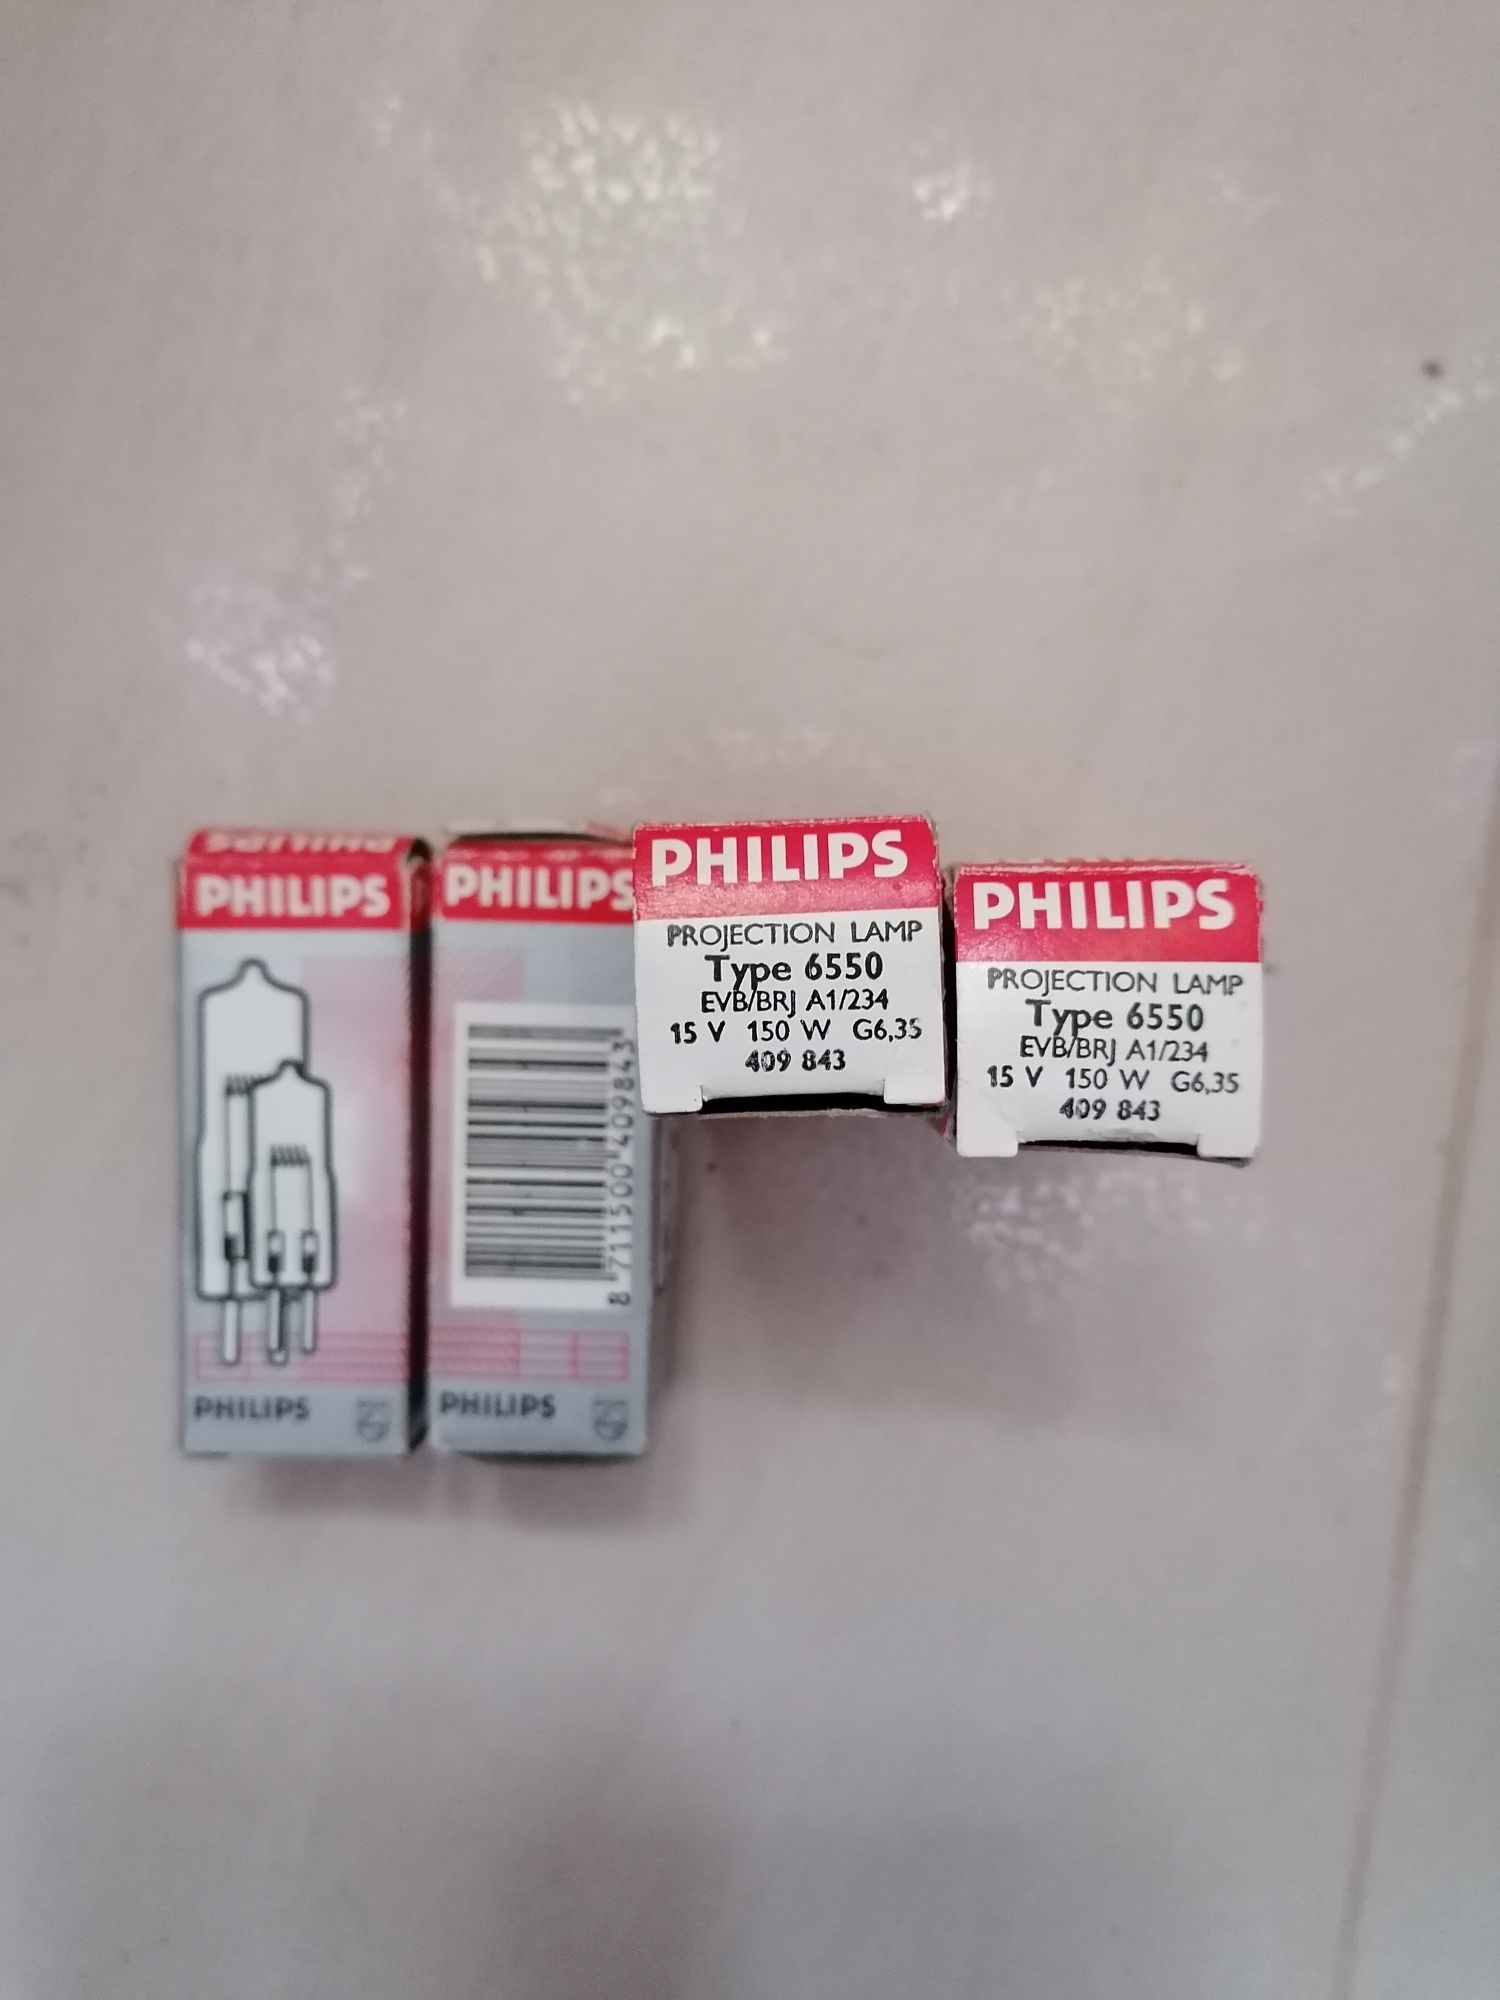 PHILIPS
PHILIPS
PHILIPS
8 711500 409843
PHILIPS
PHILIPS
PHILIPS
PROJECTION LAMP
Type 6550
EVB/BRJ A1/234
15 V 150 W G6,35
409 843
PHILIPS
PROJECTION LAMP
Type 6550
EVB/BRJ A1/234
15 V 150 W G6,35
409 843